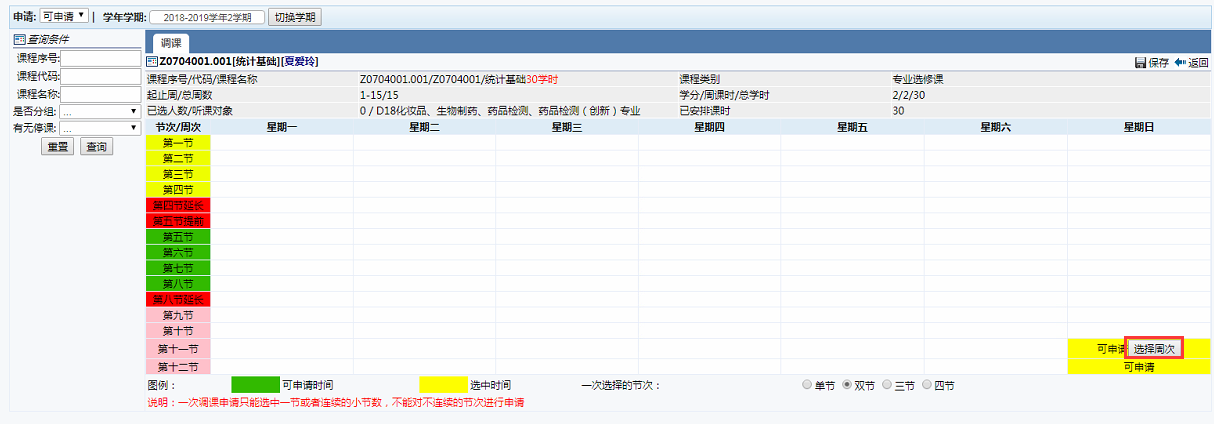 申请: 可申请 | 学年学期: 2018-2019学年2学期 切换学期
查询条件
课程序号:
课程代码:
课程名称:
是否分组: ...
有无停课: ...
重置 查询
调课
Z0704001.001[统计基础][夏爱玲] 保存 返回
课程序号/代码/课程名称 Z0704001.001/Z0704001/统计基础30学时 课程类别 专业选修课
起止周/总周数 1-15/15 学分/周课时/总学时 2/2/30
已选人数/听课对象 0 / D18化妆品、生物制药、药品检测、药品检测（创新）专业 已安排课时 30
节次/周次 星期一 星期二 星期三 星期四 星期五 星期六 星期日
第一节
第二节
第三节
第四节
第四节延长
第五节提前
第五节
第六节
第七节
第八节
第八节延长
第九节
第十节
第十一节 可申请 选择周次
第十二节 可申请
图例： 可申请时间 选中时间 一次选择的节次： 单节 双节 三节 四节
说明：一次调课申请只能选中一节或者连续的小节数，不能对不连续的节次进行申请